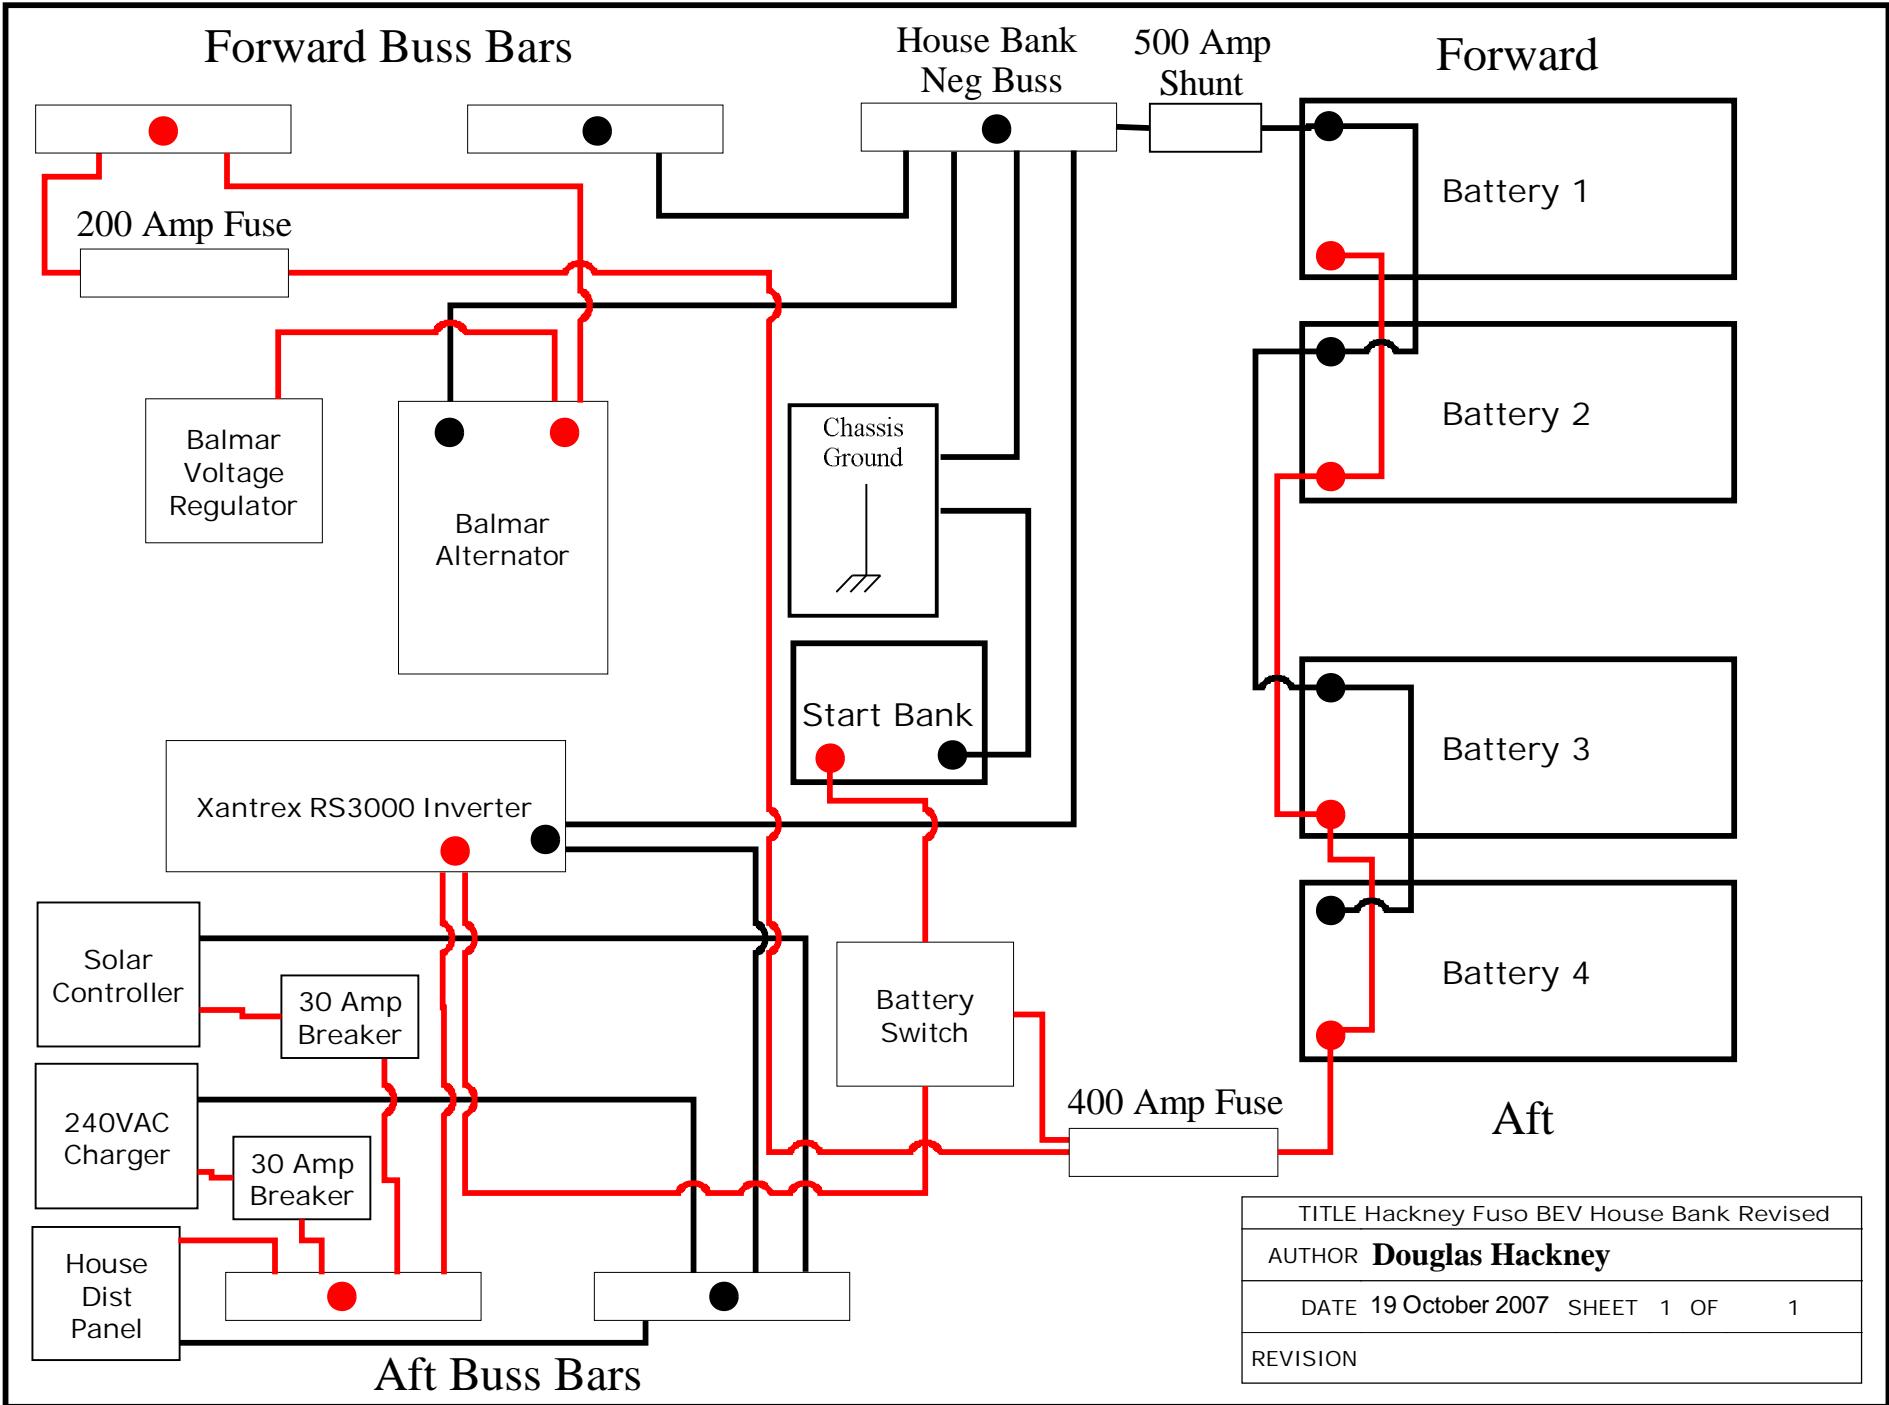 Forward Buss Bars
House Bank
Neg Buss
500 Amp
Shunt
Forward
Battery 1
200 Amp Fuse
Battery 2
Balmar
Voltage
Regulator
Balmar
Alternator
Chassis
Ground
Start Bank
Battery 3
Xantrex RS3000 Inverter
Solar
Controller
30 Amp
Breaker
Battery
Switch
Battery 4
240VAC
Charger
30 Amp
Breaker
400 Amp Fuse
Aft
House
Dist
Panel
Aft Buss Bars
TITLE Hackney Fuso BEV House Bank Revised
AUTHOR Douglas Hackney
DATE 19 October 2007 SHEET 1 OF 1
REVISION